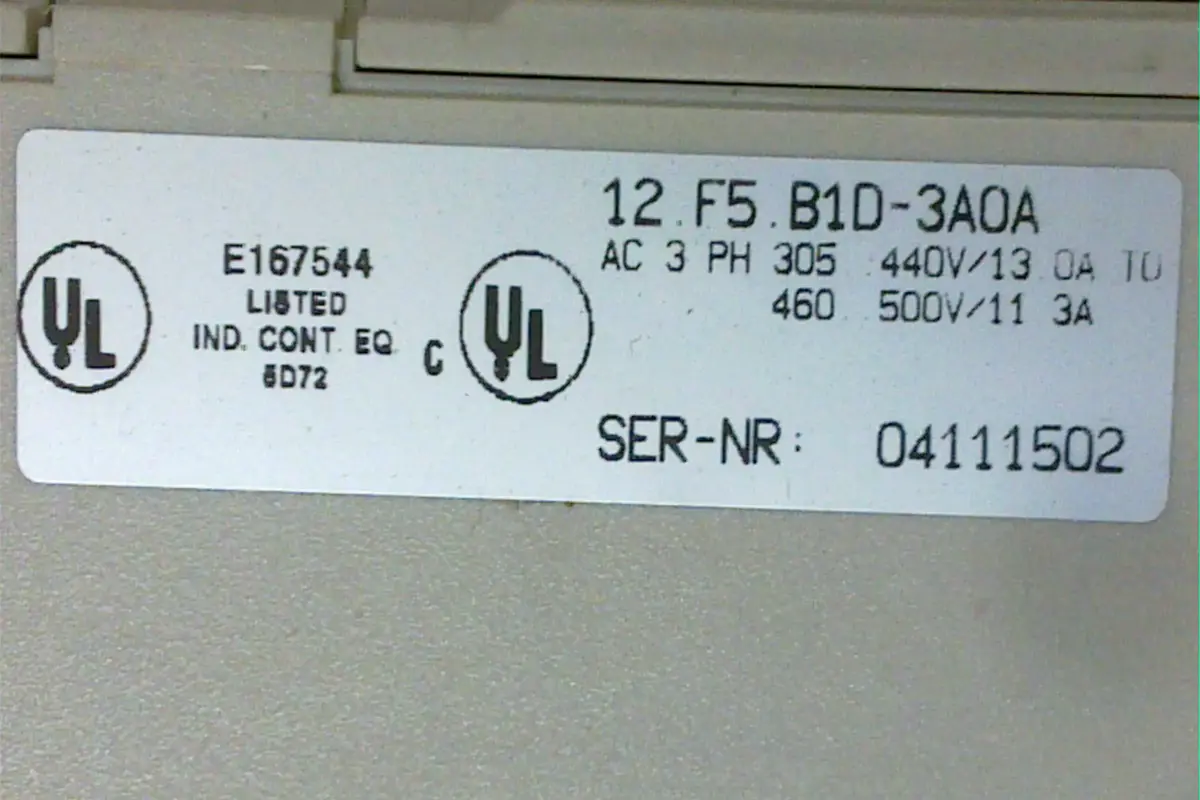 12.F5.B1D-3A0A
AC 3 PH 305 440V/13 0A TO
460 500V/11 3A
SER-NR: 04111502
UL
E167544
LISTED
IND. CONT. EQ
5D72
C UL